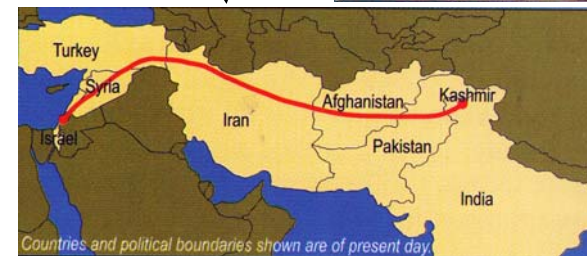 Turkey
Syria
Israel
Iran
Afghanistan
Kashmir
Pakistan
India
Countries and political boundaries shown are of present day.